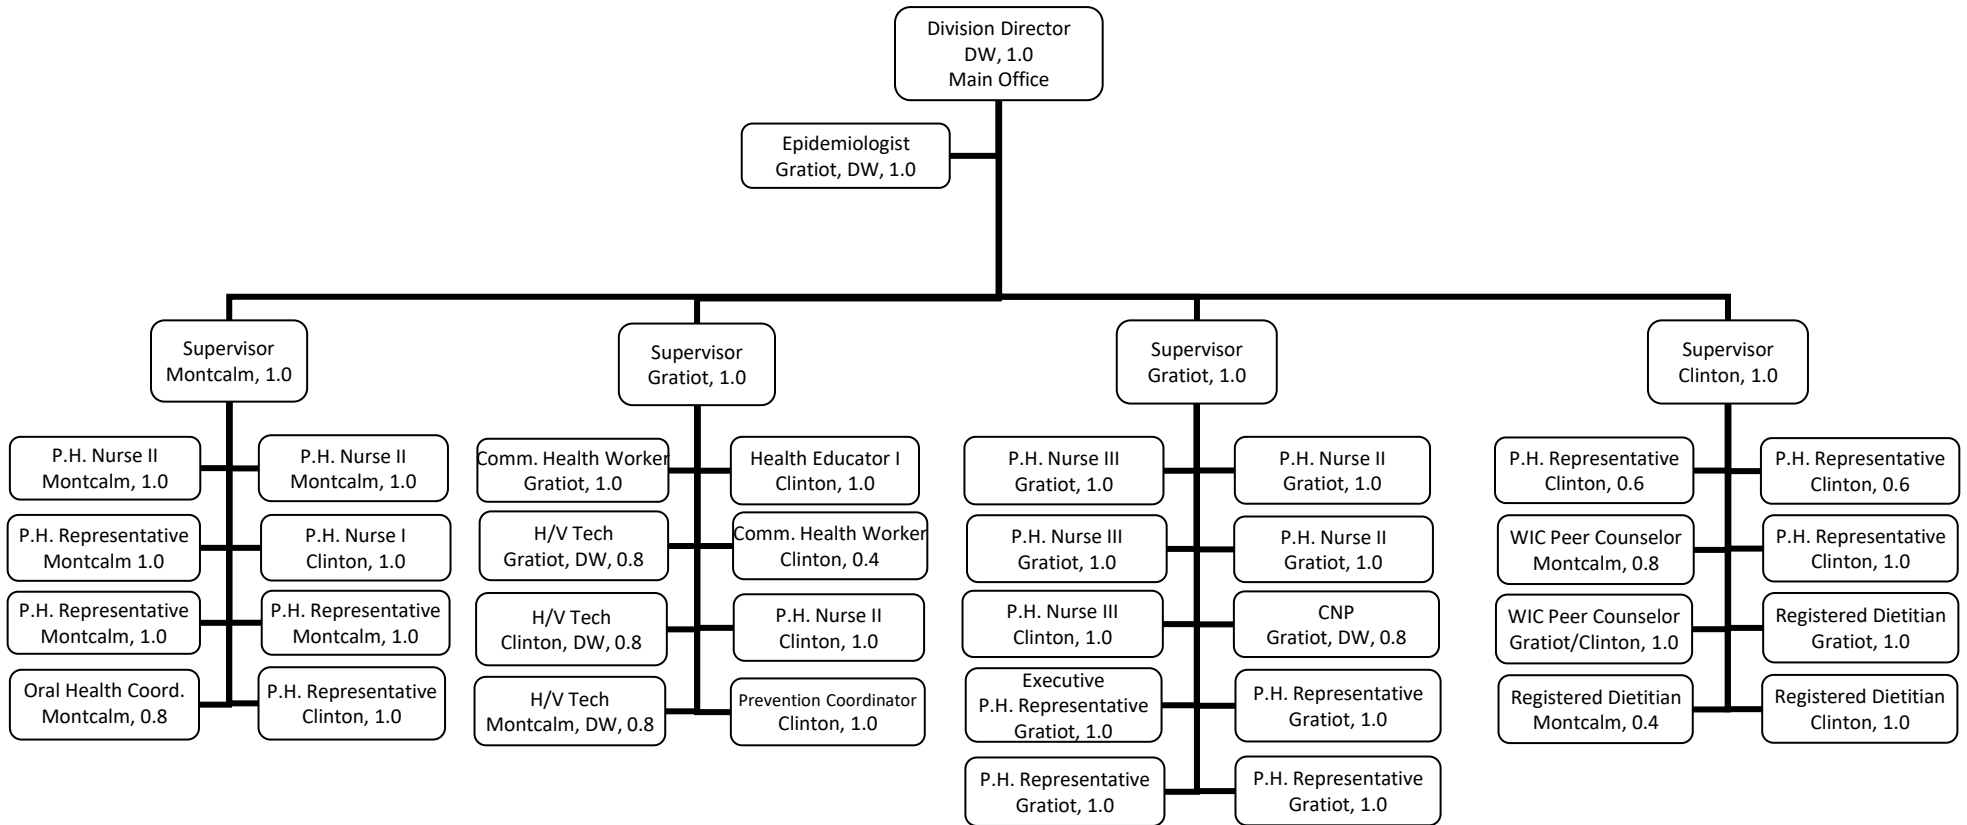 Division Director
DW, 1.0
Main Office
Epidemiologist
Gratiot, DW, 1.0
Supervisor
Montcalm, 1.0
Supervisor
Gratiot, 1.0
Supervisor
Gratiot, 1.0
Supervisor
Clinton, 1.0
P.H. Nurse II
Montcalm, 1.0
P.H. Nurse II
Montcalm, 1.0
P.H. Representative
Montcalm 1.0
P.H. Nurse I
Clinton, 1.0
P.H. Representative
Montcalm, 1.0
P.H. Representative
Montcalm, 1.0
Oral Health Coord.
Montcalm, 0.8
P.H. Representative
Clinton, 1.0
Comm. Health Worker
Gratiot, 1.0
Health Educator I
Clinton, 1.0
H/V Tech
Gratiot, DW, 0.8
Comm. Health Worker
Clinton, 0.4
H/V Tech
Clinton, DW, 0.8
P.H. Nurse II
Clinton, 1.0
H/V Tech
Montcalm, DW, 0.8
Prevention Coordinator
Clinton, 1.0
P.H. Nurse III
Gratiot, 1.0
P.H. Nurse II
Gratiot, 1.0
P.H. Nurse III
Gratiot, 1.0
P.H. Nurse II
Gratiot, 1.0
P.H. Nurse III
Clinton, 1.0
CNP
Gratiot, DW, 0.8
Executive
P.H. Representative
Gratiot, 1.0
P.H. Representative
Gratiot, 1.0
P.H. Representative
Gratiot, 1.0
P.H. Representative
Gratiot, 1.0
P.H. Representative
Clinton, 0.6
P.H. Representative
Clinton, 0.6
WIC Peer Counselor
Montcalm, 0.8
P.H. Representative
Clinton, 1.0
WIC Peer Counselor
Gratiot/Clinton, 1.0
Registered Dietitian
Gratiot, 1.0
Registered Dietitian
Montcalm, 0.4
Registered Dietitian
Clinton, 1.0